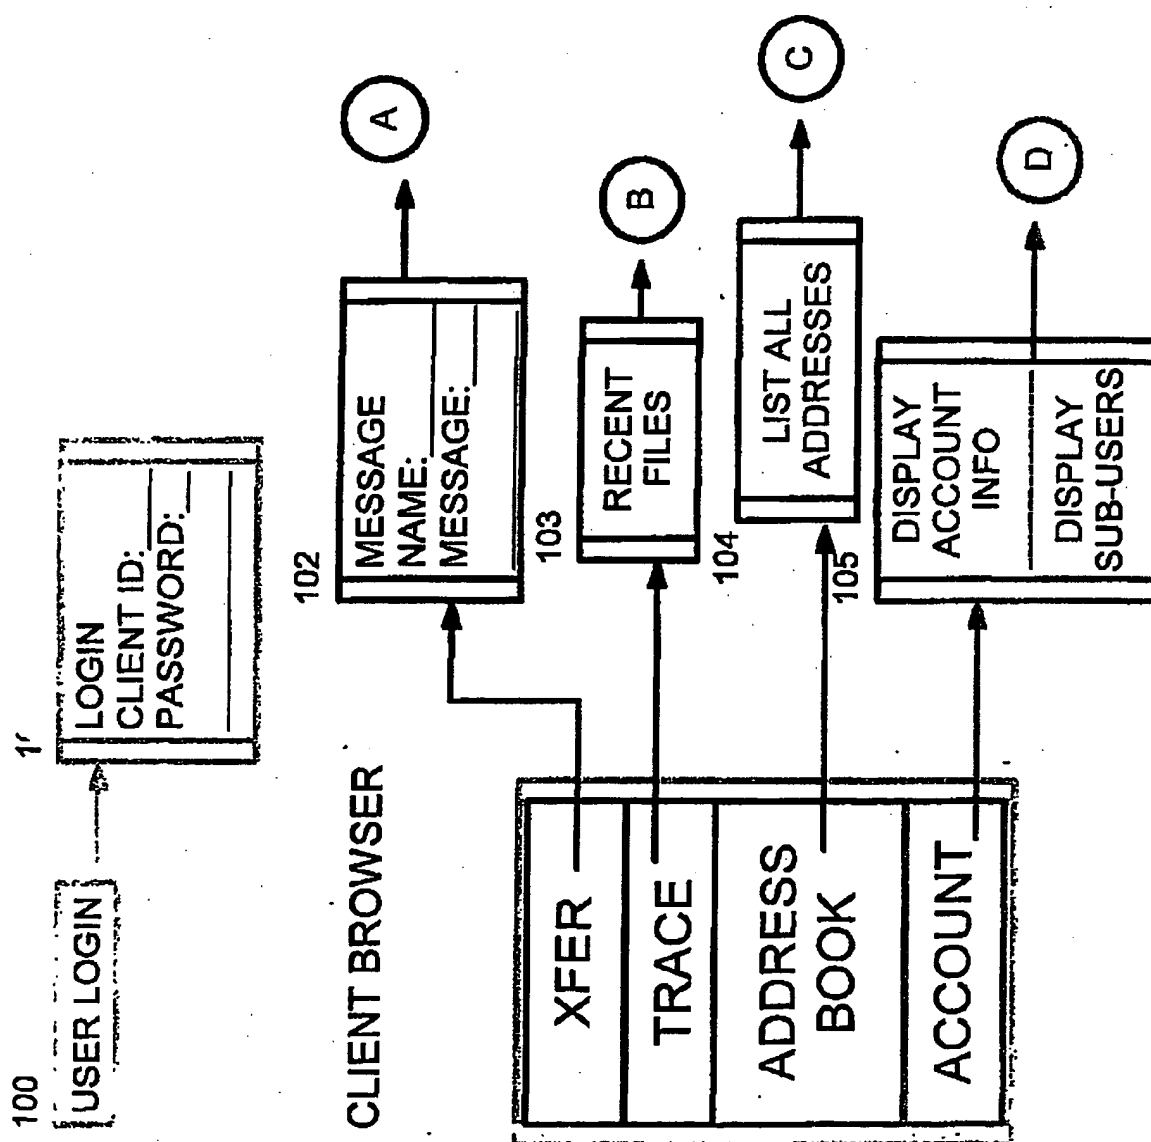 100
USER LOGIN
LOGIN
CLIENT ID:
PASSWORD:
CLIENT BROWSER
XFER
TRACE
ADDRESS
BOOK
ACCOUNT
102
MESSAGE
NAME:
MESSAGE:
A
103
RECENT
FILES
B
104
LIST ALL
ADDRESSES
C
105
DISPLAY
ACCOUNT
INFO
DISPLAY
SUB-USERS
D